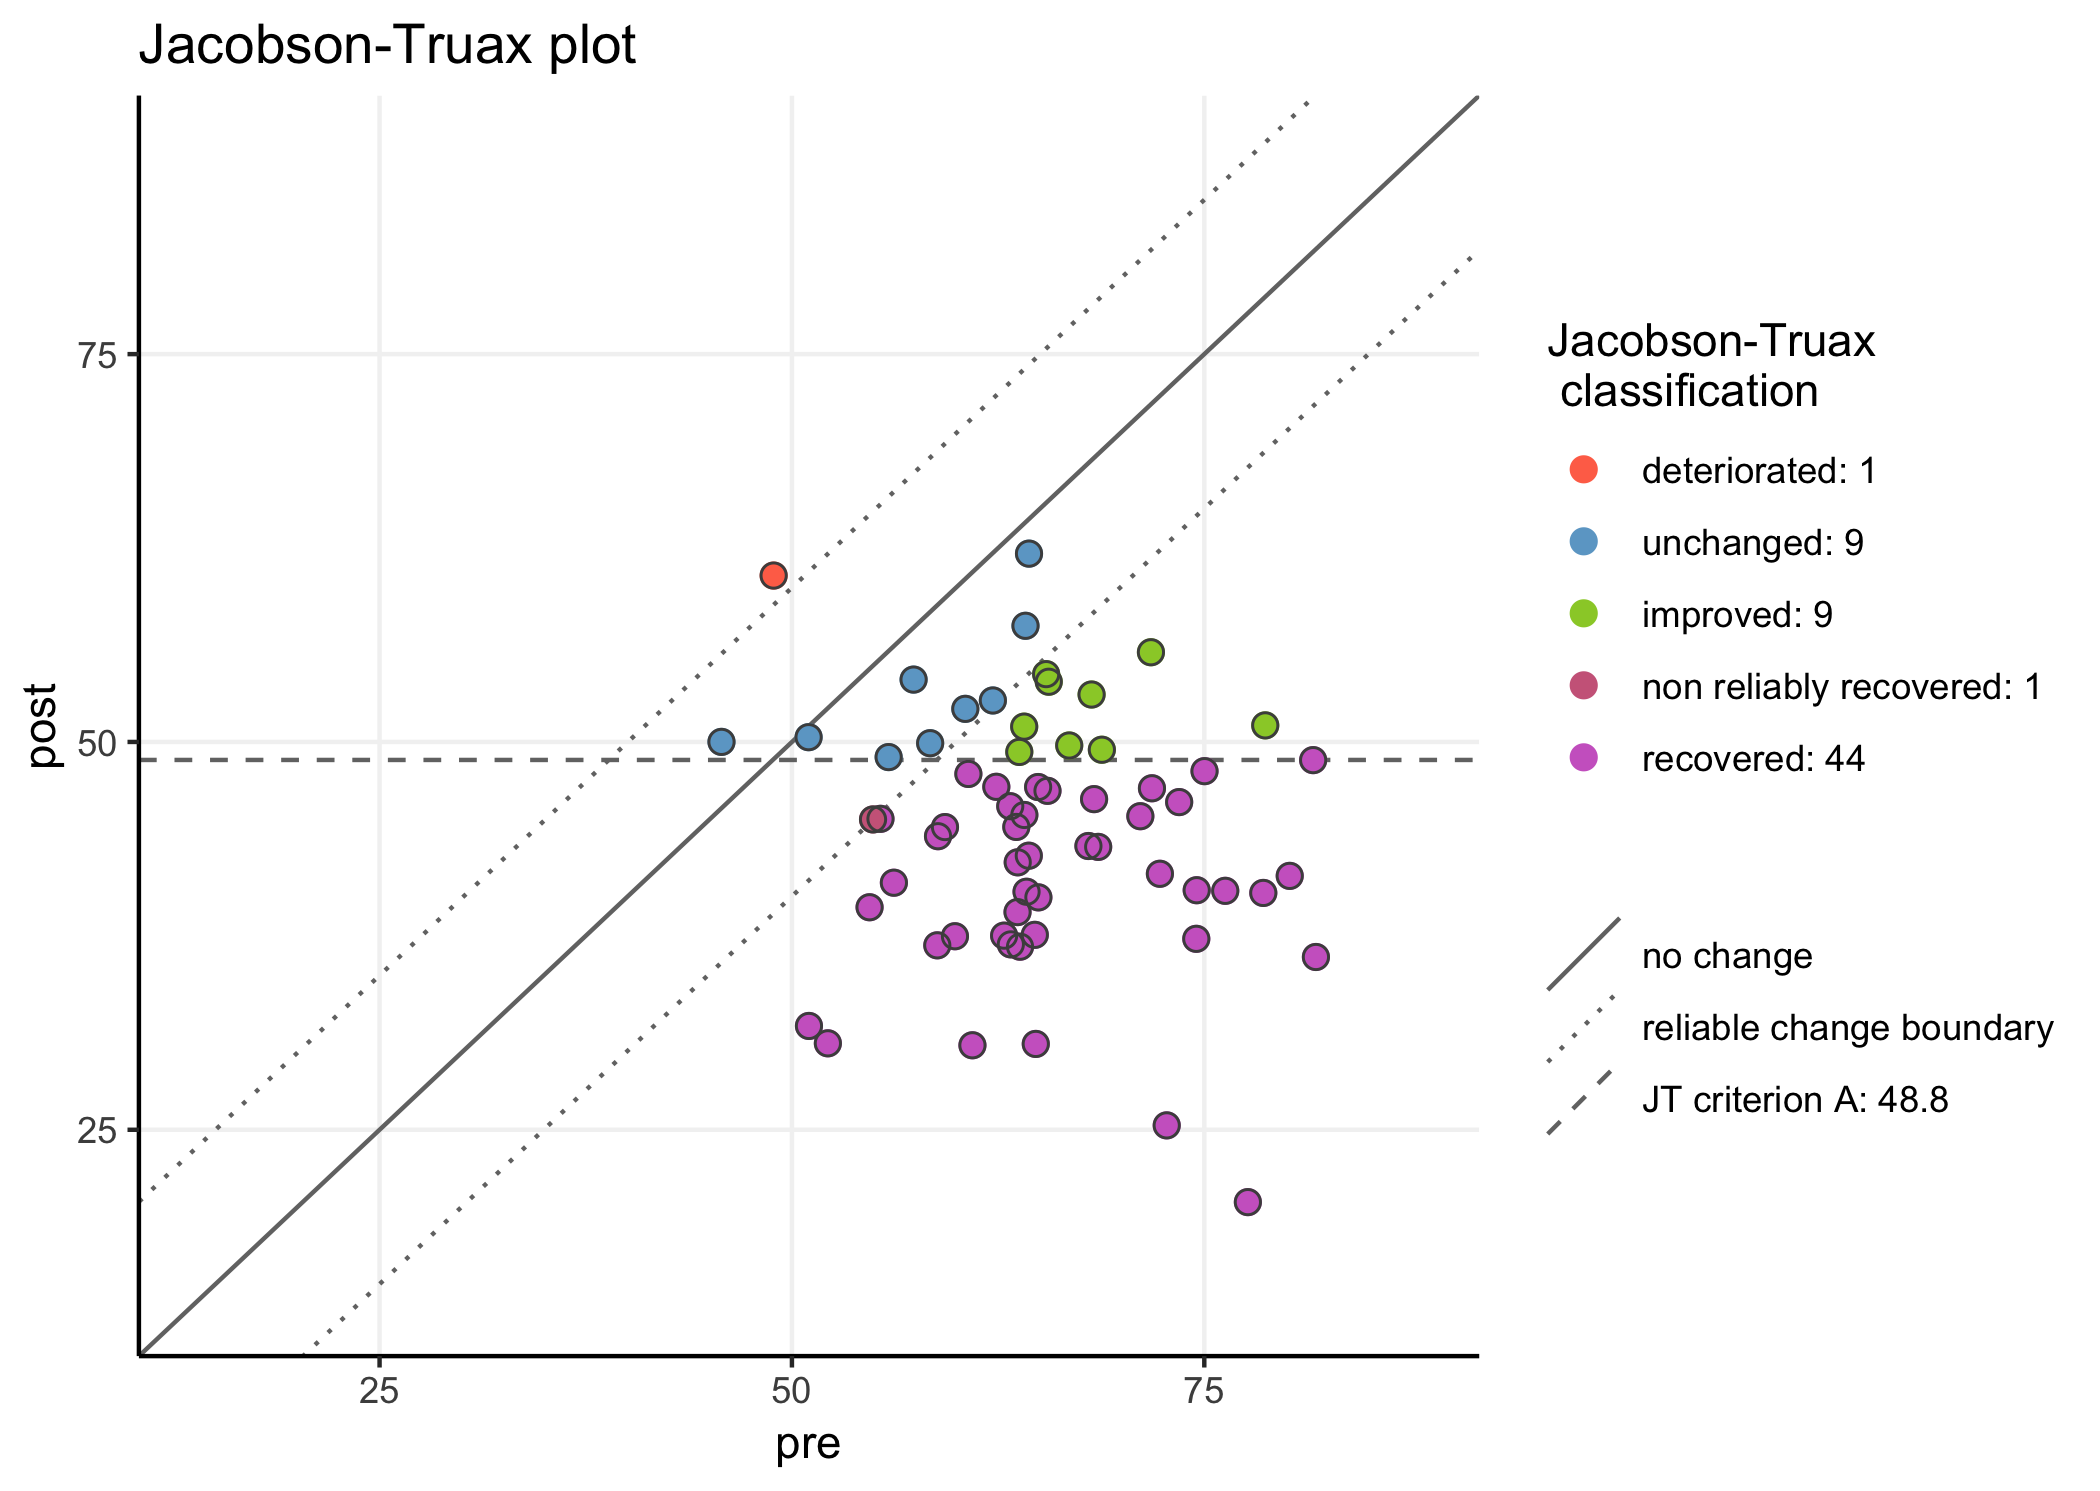 Jacobson-Truax plot
75
50
25
post
25
50
75
pre
Jacobson-Truax
classification
deteriorated: 1
unchanged: 9
improved: 9
non reliably recovered: 1
recovered: 44
no change
reliable change boundary
JT criterion A: 48.8